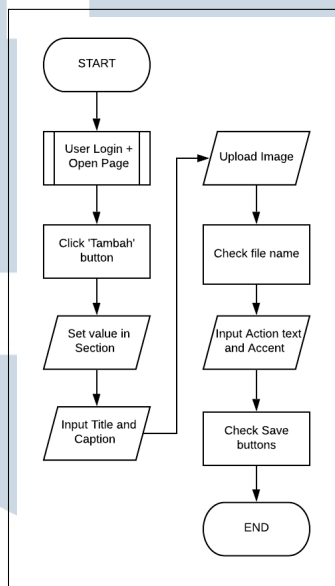 START
User Login +
Open Page
Click 'Tambah'
button
Set value in
Section
Input Title and
Caption
Upload Image
Check file name
Input Action text
and Accent
Check Save
buttons
END